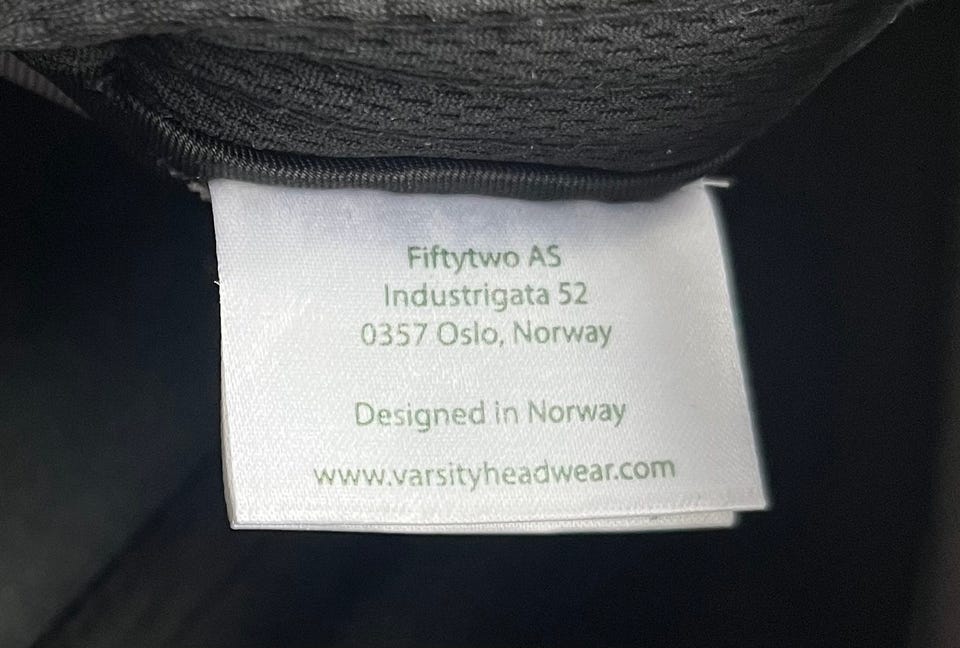 Fiftytwo AS
Industrigata 52
0357 Oslo, Norway
Designed in Norway
www.varsityheadwear.com